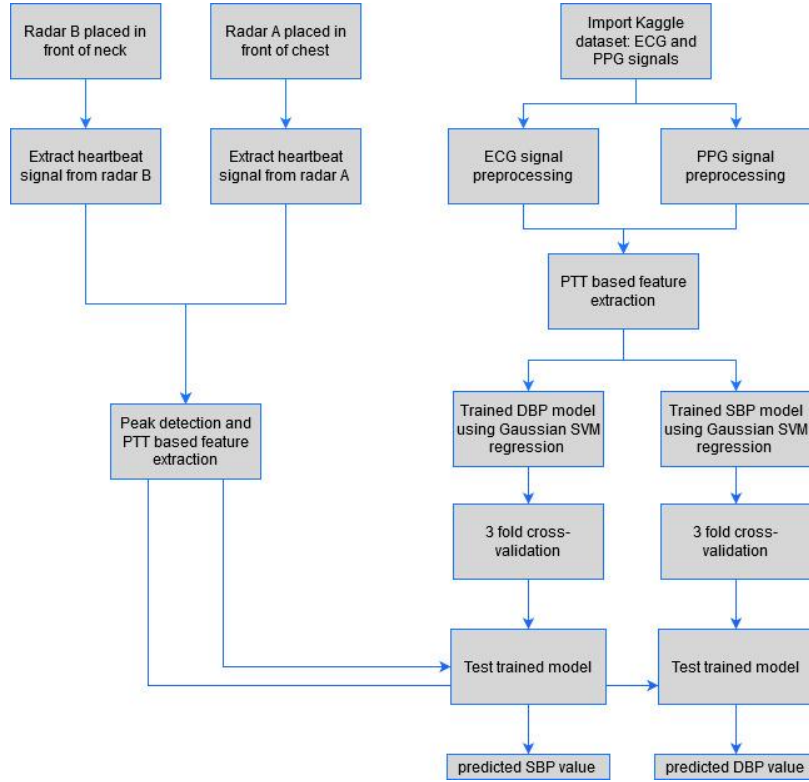 Radar B placed in
front of neck
Radar A placed in
front of chest
Import Kaggle
dataset: ECG and
PPG signals
Extract heartbeat
signal from radar B
Extract heartbeat
signal from radar A
ECG signal
preprocessing
PPG signal
preprocessing
PTT based feature
extraction
Peak detection and
PTT based feature
extraction
Trained DBP model
using Gaussian SVM
regression
Trained SBP model
using Gaussian SVM
regression
3 fold cross-
validation
3 fold cross-
validation
Test trained model
Test trained model
predicted SBP value
predicted DBP value